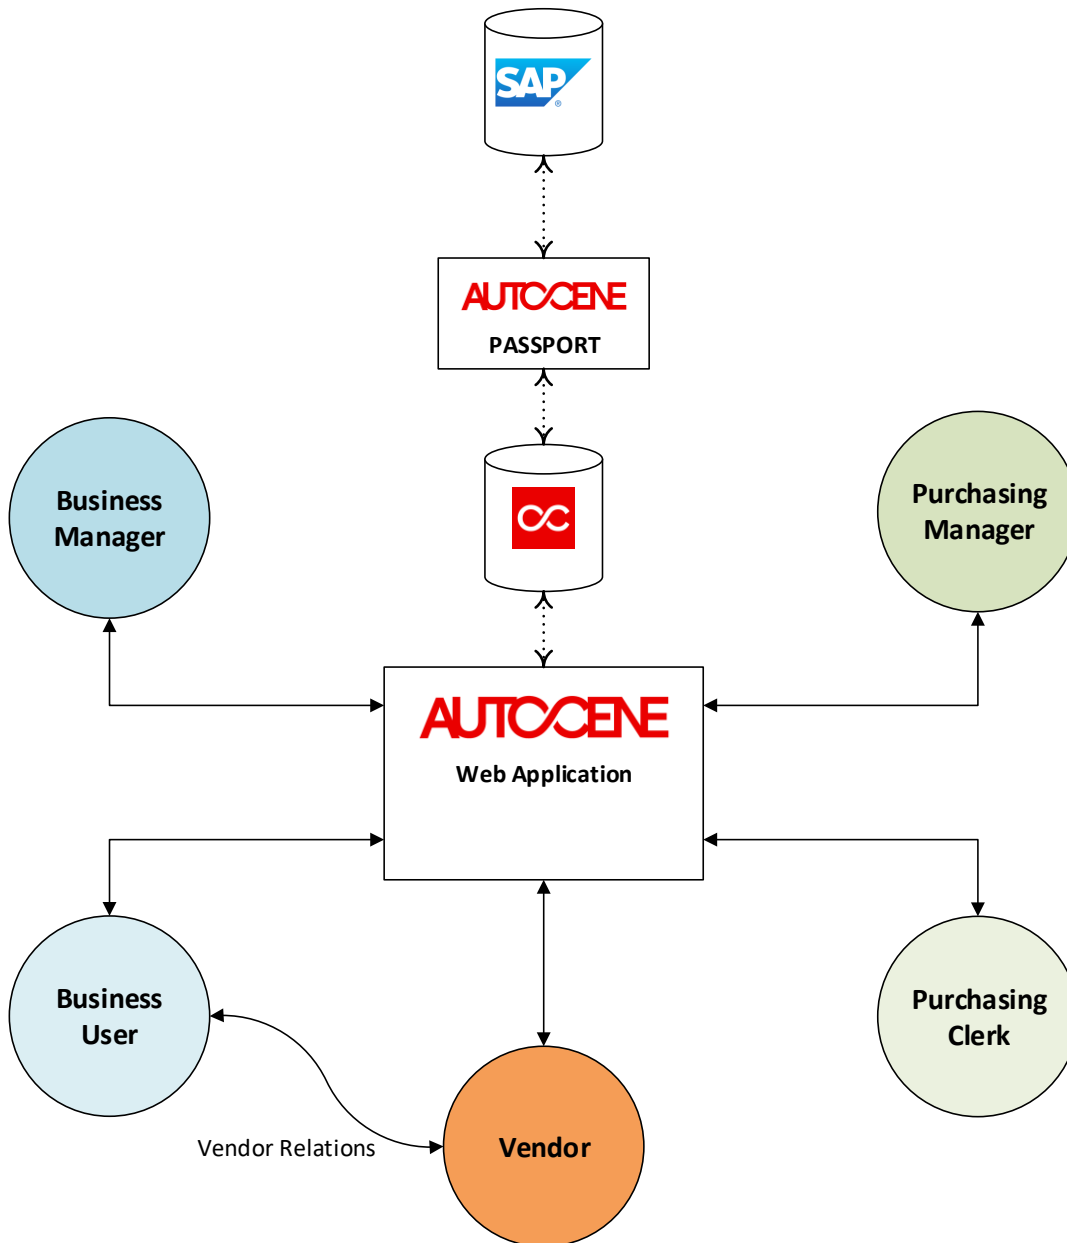 SAP
®
AUTOCENE
PASSPORT
Business
Manager
Purchasing
Manager
AUTOCENE
Web Application
Business
User
Purchasing
Clerk
Vendor Relations
Vendor